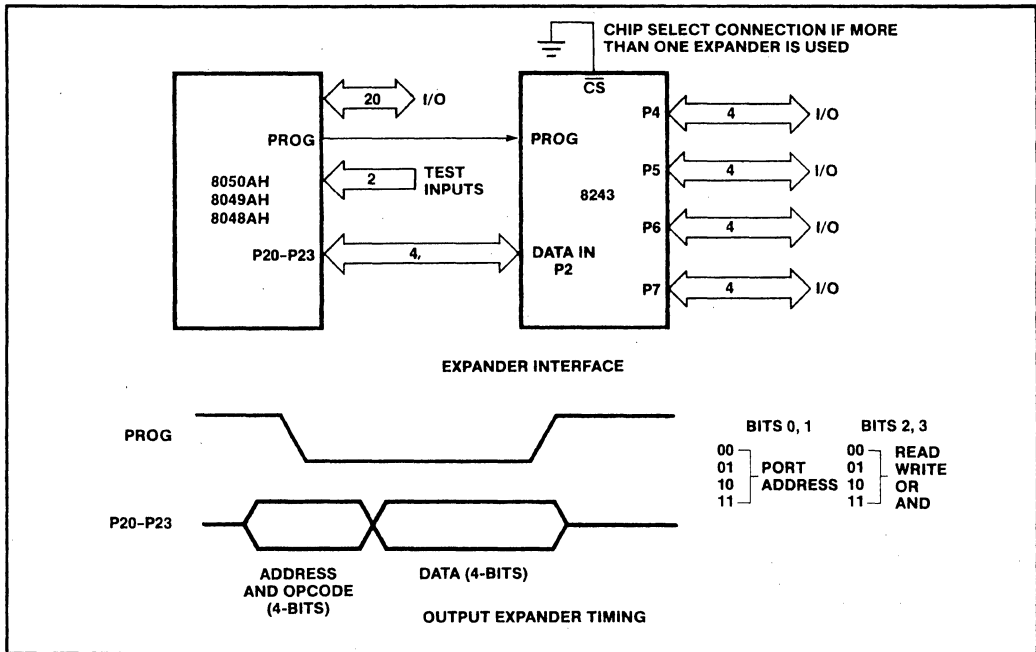 CHIP SELECT CONNECTION IF MORE
THAN ONE EXPANDER IS USED
CS
20 I/O
P4 4 I/O
PROG
PROG
P5 4 I/O
2 TEST
INPUTS
8050AH
8049AH
8048AH
8243
P6 4 I/O
P20-P23 4, DATA IN
P2
P7 4 I/O
EXPANDER INTERFACE
PROG
BITS 0, 1 BITS 2, 3
00 00 READ
01 PORT 01 WRITE
10 ADDRESS 10 OR
11 11 AND
P20-P23
ADDRESS
AND OPCODE
(4-BITS)
DATA (4-BITS)
OUTPUT EXPANDER TIMING